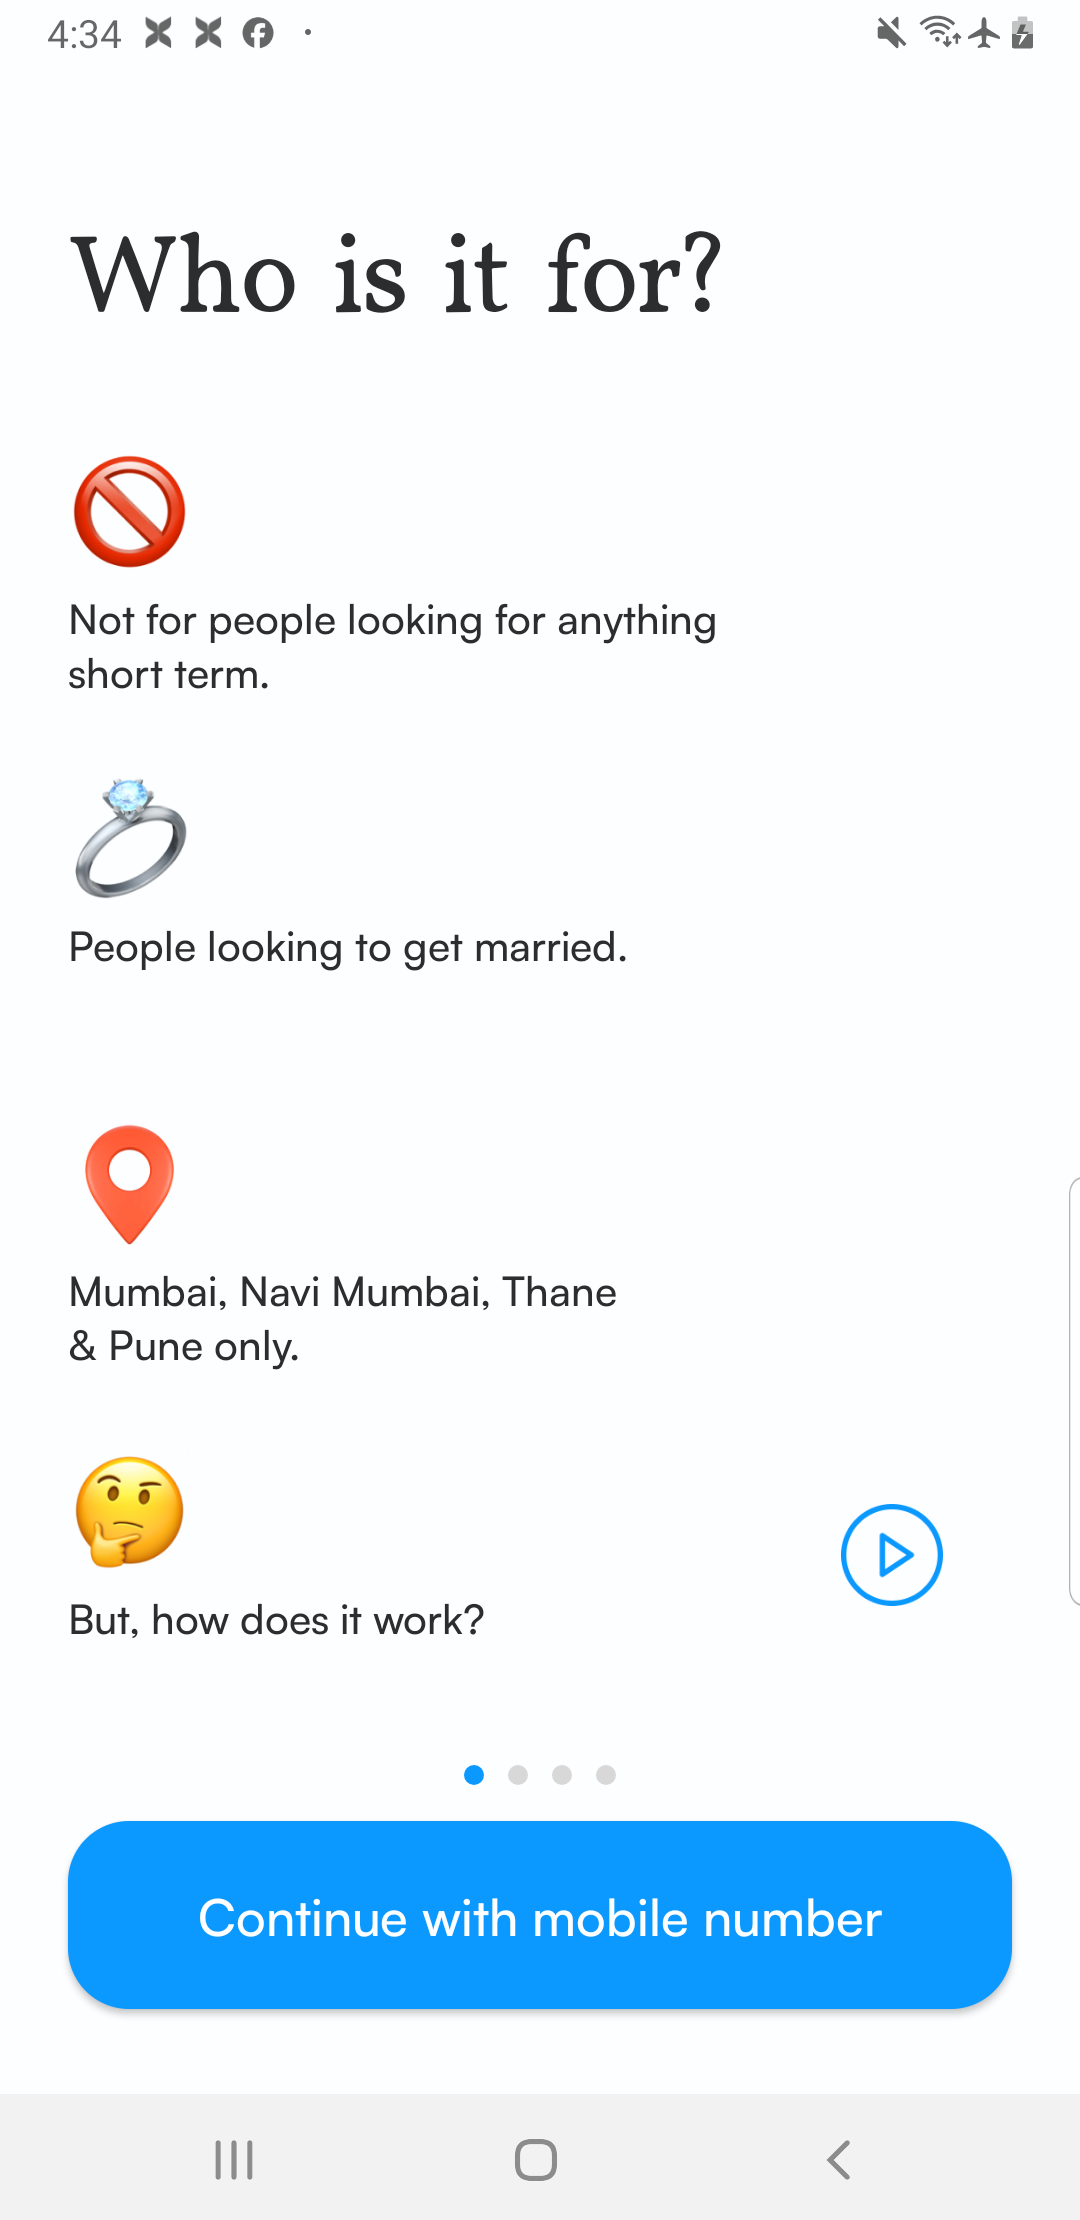 4:34
Who is it for?
Not for people looking for anything
short term.
People looking to get married.
Mumbai, Navi Mumbai, Thane
& Pune only.
But, how does it work?
Continue with mobile number